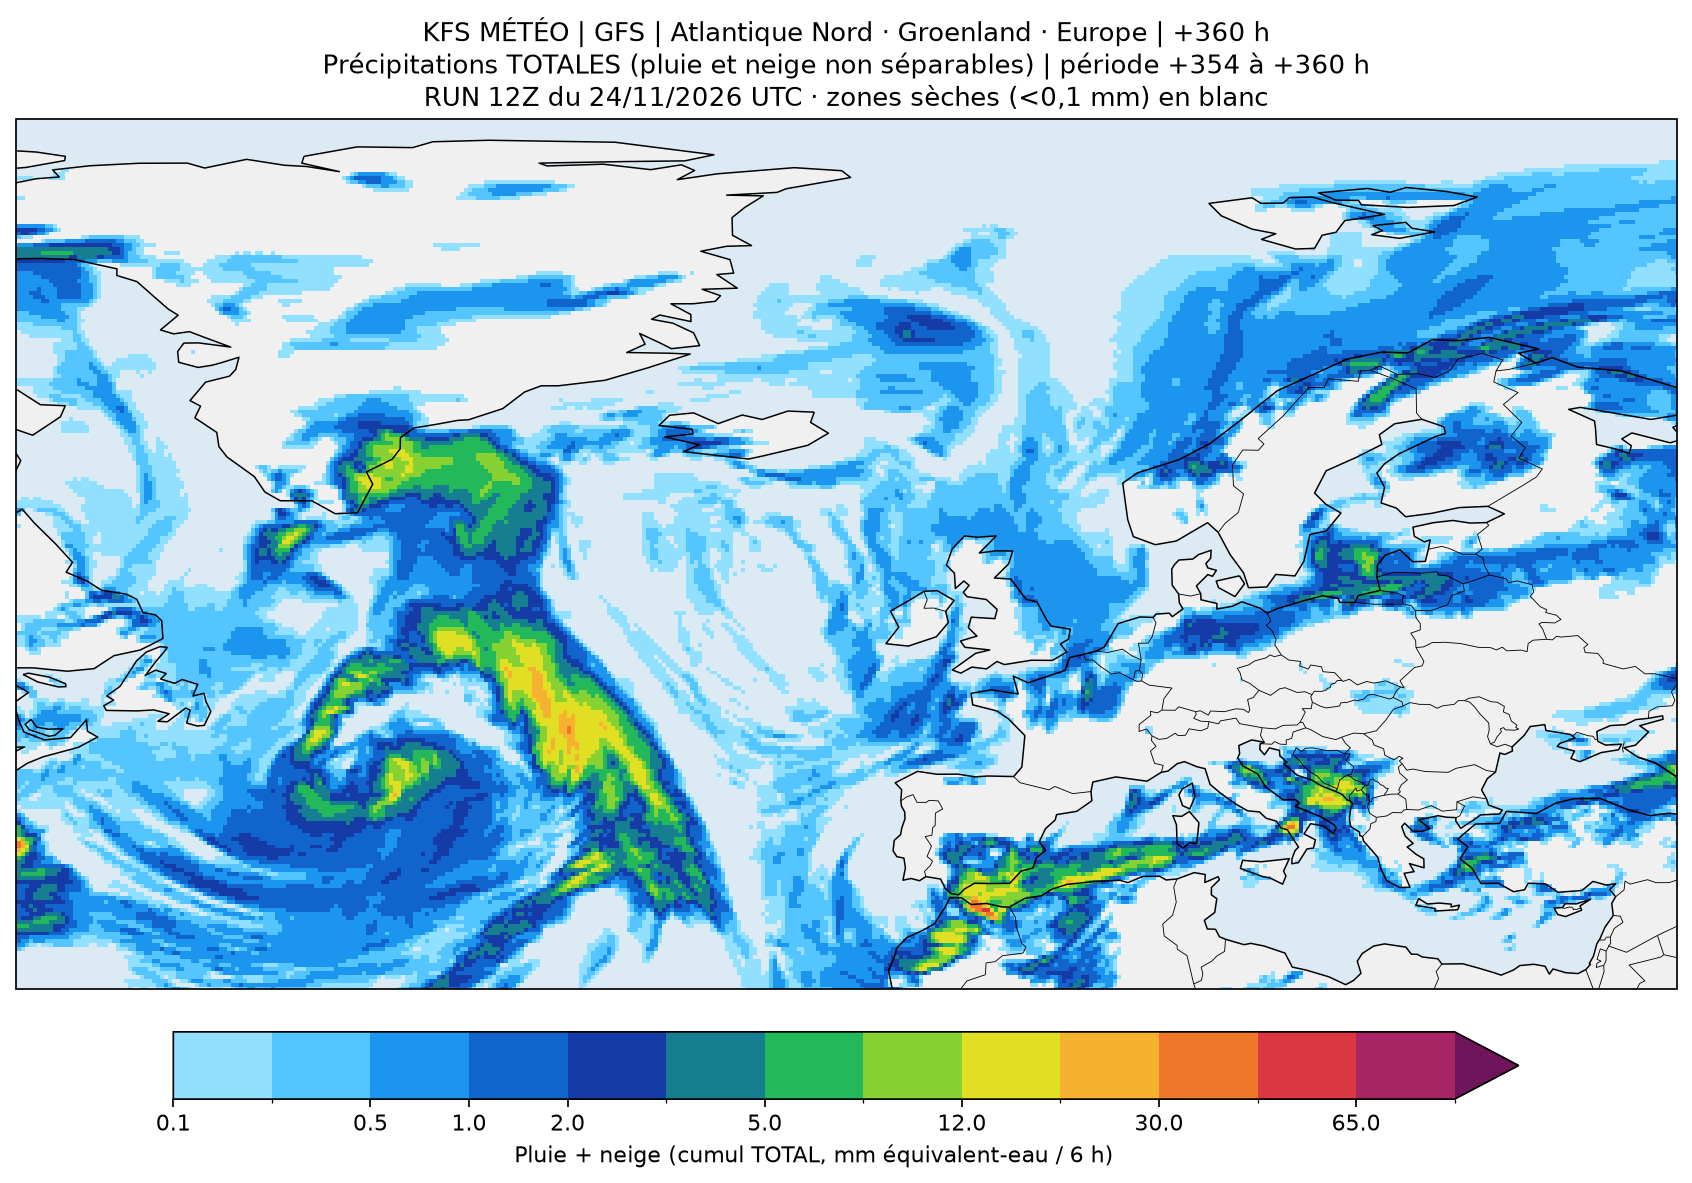 KFS MÉTÉO | GFS | Atlantique Nord · Groenland · Europe | +360 h
Précipitations TOTALES (pluie et neige non séparables) | période +354 à +360 h
RUN 12Z du 24/11/2026 UTC · zones sèches (<0,1 mm) en blanc
0.1 0.5 1.0 2.0 5.0 12.0 30.0 65.0
Pluie + neige (cumul TOTAL, mm équivalent-eau / 6 h)